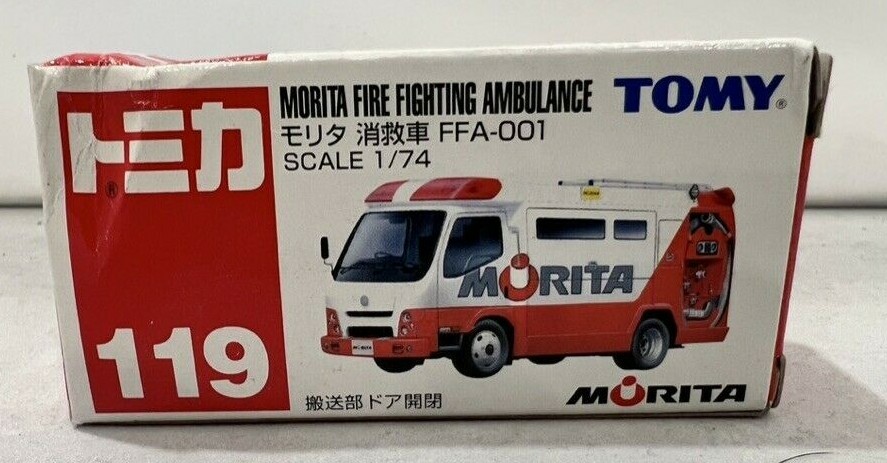 トミカ
®
119
MORITA FIRE FIGHTING AMBULANCE
モリタ 消救車 FFA-001
SCALE 1/74
TOMY®
MORITA
MORITA
搬送部ドア開閉
MORITA